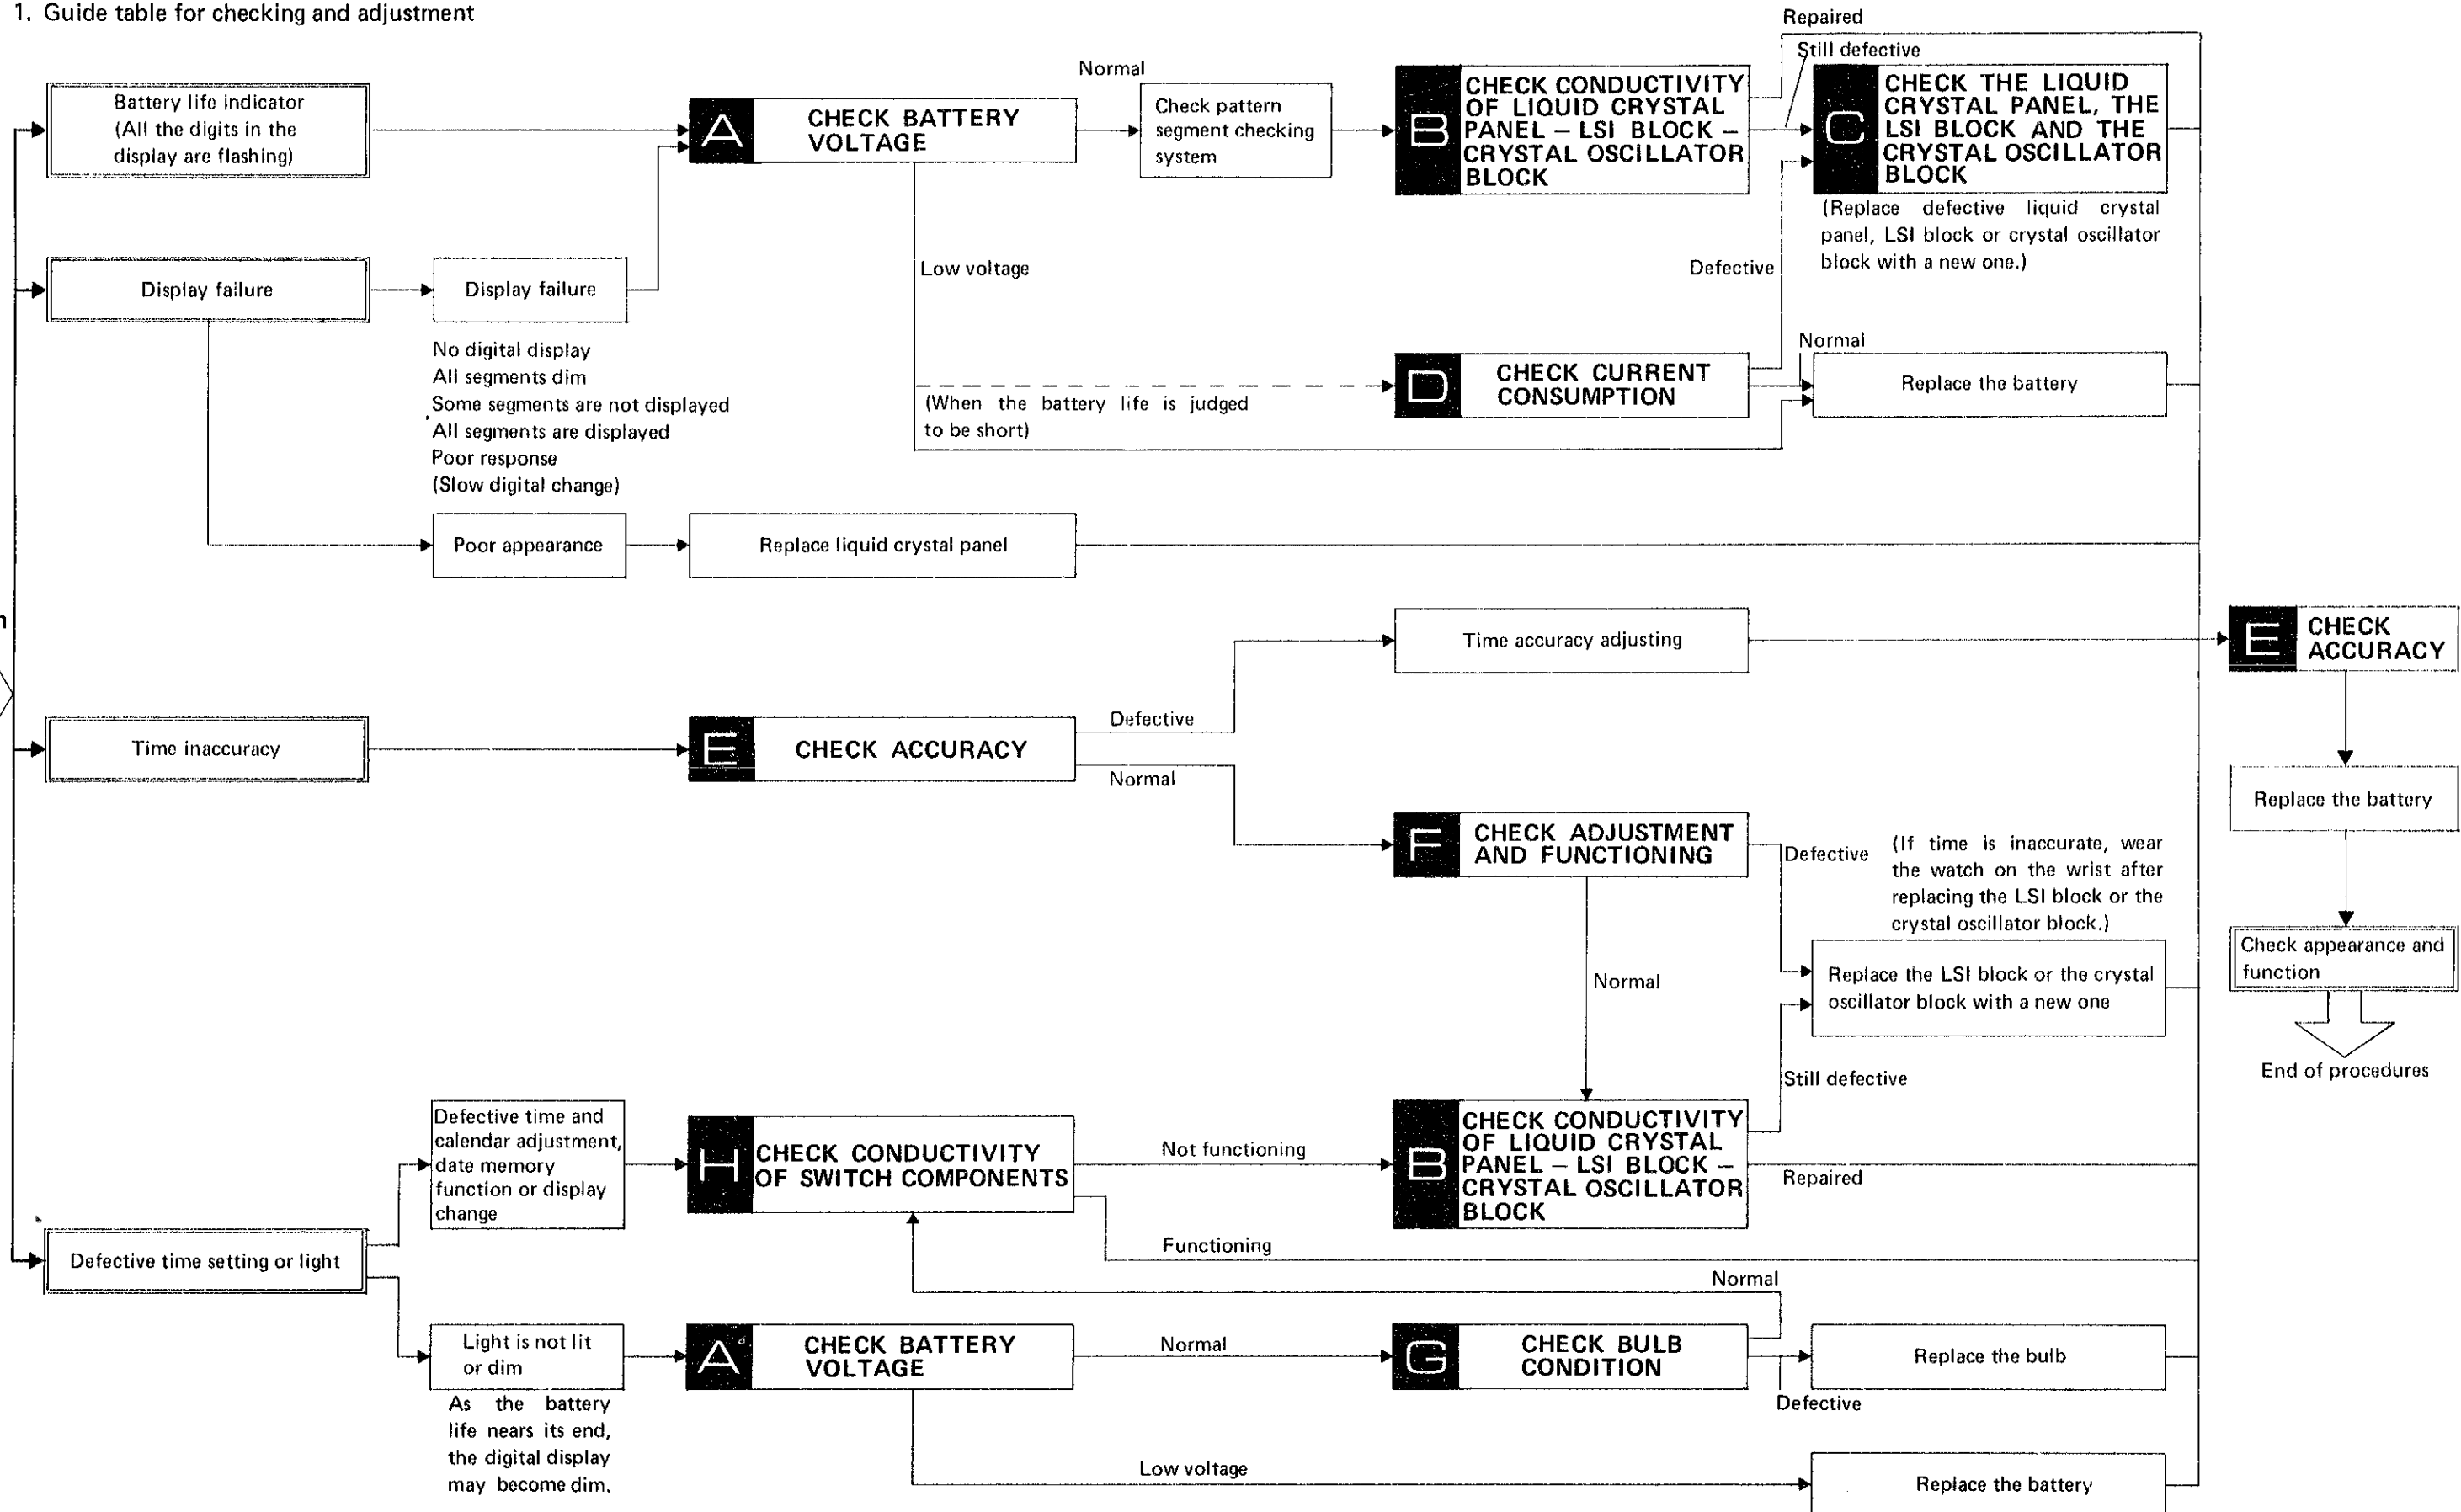 1. Guide table for checking and adjustment
Battery life indicator
(All the digits in the
display are flashing)
A
CHECK BATTERY
VOLTAGE
Normal
Check pattern
segment checking
system
B
CHECK CONDUCTIVITY
OF LIQUID CRYSTAL
PANEL – LSI BLOCK –
CRYSTAL OSCILLATOR
BLOCK
Repaired
Still defective
C
CHECK THE LIQUID
CRYSTAL PANEL, THE
LSI BLOCK AND THE
CRYSTAL OSCILLATOR
BLOCK
(Replace defective liquid crystal
panel, LSI block or crystal oscillator
block with a new one.)
Display failure
Display failure
No digital display
All segments dim
Some segments are not displayed
All segments are displayed
Poor response
(Slow digital change)
Low voltage
(When the battery life is judged
to be short)
D
CHECK CURRENT
CONSUMPTION
Defective
Normal
Replace the battery
Poor appearance
Replace liquid crystal panel
n
Time inaccuracy
E
CHECK ACCURACY
Defective
Normal
Time accuracy adjusting
E
CHECK
ACCURACY
Replace the battery
Check appearance and
function
End of procedures
F
CHECK ADJUSTMENT
AND FUNCTIONING
Defective
(If time is inaccurate, wear
the watch on the wrist after
replacing the LSI block or the
crystal oscillator block.)
Replace the LSI block or the crystal
oscillator block with a new one
Normal
Still defective
Defective time setting or light
Defective time and
calendar adjustment,
date memory
function or display
change
H
CHECK CONDUCTIVITY
OF SWITCH COMPONENTS
Not functioning
Functioning
B
CHECK CONDUCTIVITY
OF LIQUID CRYSTAL
PANEL – LSI BLOCK –
CRYSTAL OSCILLATOR
BLOCK
Repaired
Light is not lit
or dim
As the battery
life nears its end,
the digital display
may become dim.
A
CHECK BATTERY
VOLTAGE
Normal
G
CHECK BULB
CONDITION
Normal
Defective
Replace the bulb
Low voltage
Replace the battery